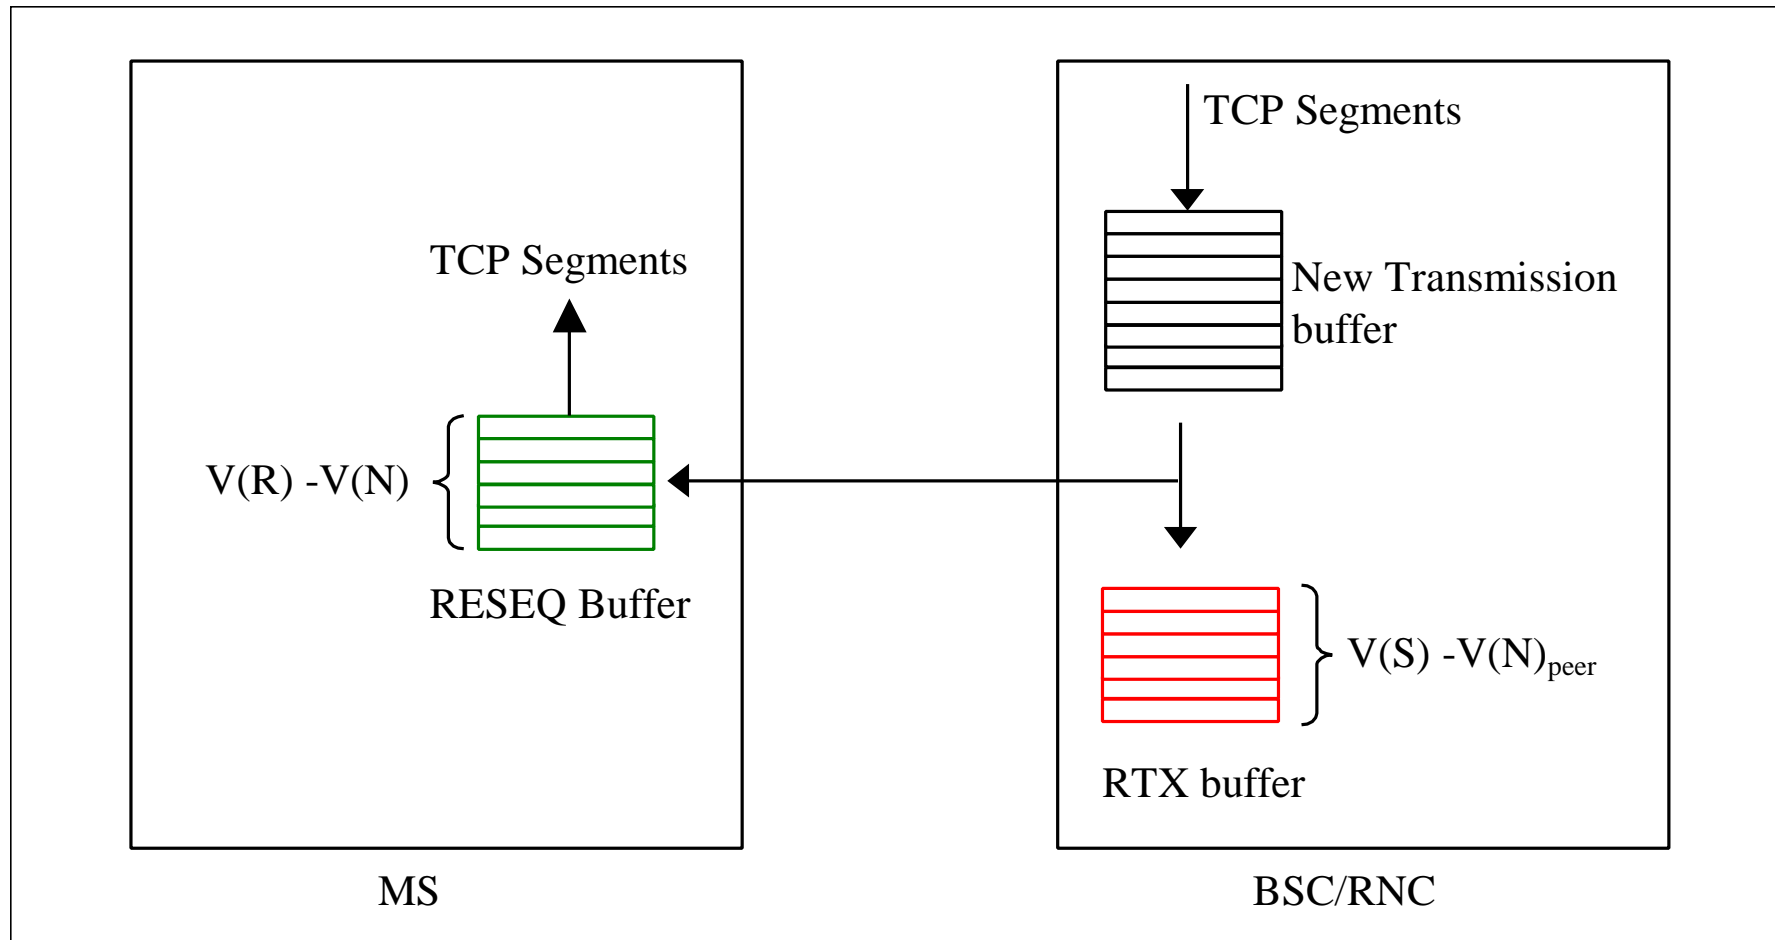 TCP Segments
TCP Segments
New Transmission
buffer
V(R) -V(N)
RESEQ Buffer
V(S) -V(N)peer
RTX buffer
MS
BSC/RNC